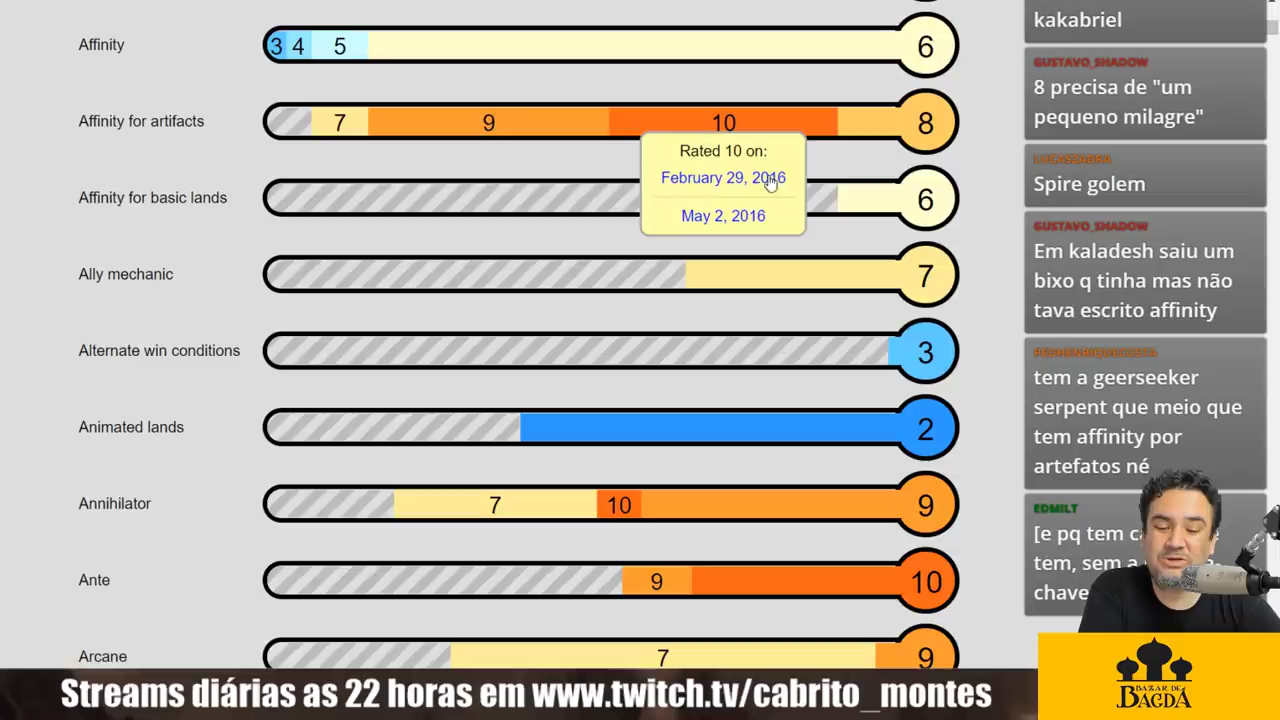 Affinity
3 4 5
6
Affinity for artifacts
7 9 10
8
Rated 10 on:
February 29, 2016
May 2, 2016
Affinity for basic lands
6
Ally mechanic
7
Alternate win conditions
3
Animated lands
2
Annihilator
7 10
9
Ante
9
10
Arcane
7
9
kakabriel
GUSTAVO_SHADOW
8 precisa de "um
pequeno milagre"
LUCASZADRA
Spire golem
GUSTAVO_SHADOW
Em kaladesh saiu um
bixo q tinha mas não
tava escrito affinity
PEDHENRIQUECOSTA
tem a geerseeker
serpent que meio que
tem affinity por
artefatos né
EDMILT
[e pq tem
tem, sem a
chave
Streams diárias as 22 horas em www.twitch.tv/cabrito_montes
BAZAR DE
BAGDÁ